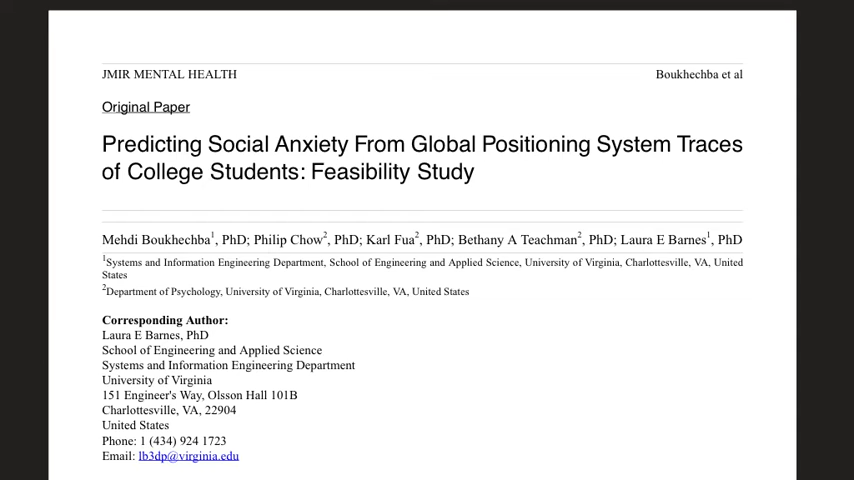 JMIR MENTAL HEALTH Boukhechba et al
Original Paper
Predicting Social Anxiety From Global Positioning System Traces
of College Students: Feasibility Study
Mehdi Boukhechba1, PhD; Philip Chow2, PhD; Karl Fua2, PhD; Bethany A Teachman2, PhD; Laura E Barnes1, PhD
1Systems and Information Engineering Department, School of Engineering and Applied Science, University of Virginia, Charlottesville, VA, United
States
2Department of Psychology, University of Virginia, Charlottesville, VA, United States
Corresponding Author:
Laura E Barnes, PhD
School of Engineering and Applied Science
Systems and Information Engineering Department
University of Virginia
151 Engineer's Way, Olsson Hall 101B
Charlottesville, VA, 22904
United States
Phone: 1 (434) 924 1723
Email: lb3dp@virginia.edu